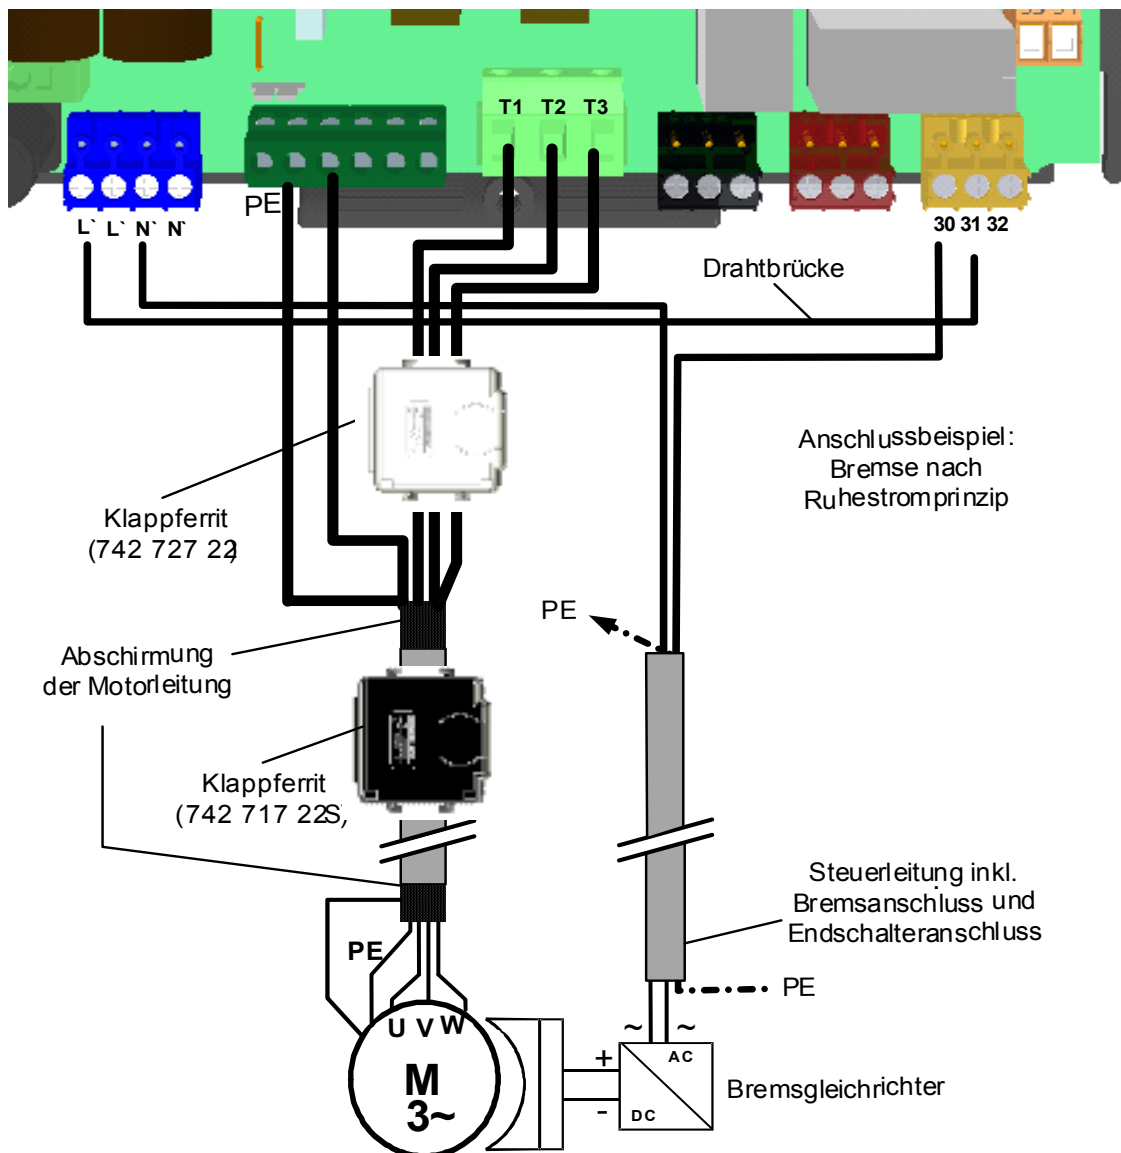 T1 T2 T3
PE
L` L` N` N`
30 31 32
Drahtbrücke
Anschlussbeispiel:
Bremse nach
Ruhestromprinzip
Klappferrit
(742 727 22)
PE
Abschirmung
der Motorleitung
Klappferrit
(742 717 22S)
Steuerleitung inkl.
Bremsanschluss und
Endschalteranschluss
PE
PE
U V W
M
3~
~ ~
AC
DC
+
-
Bremsgleichrichter